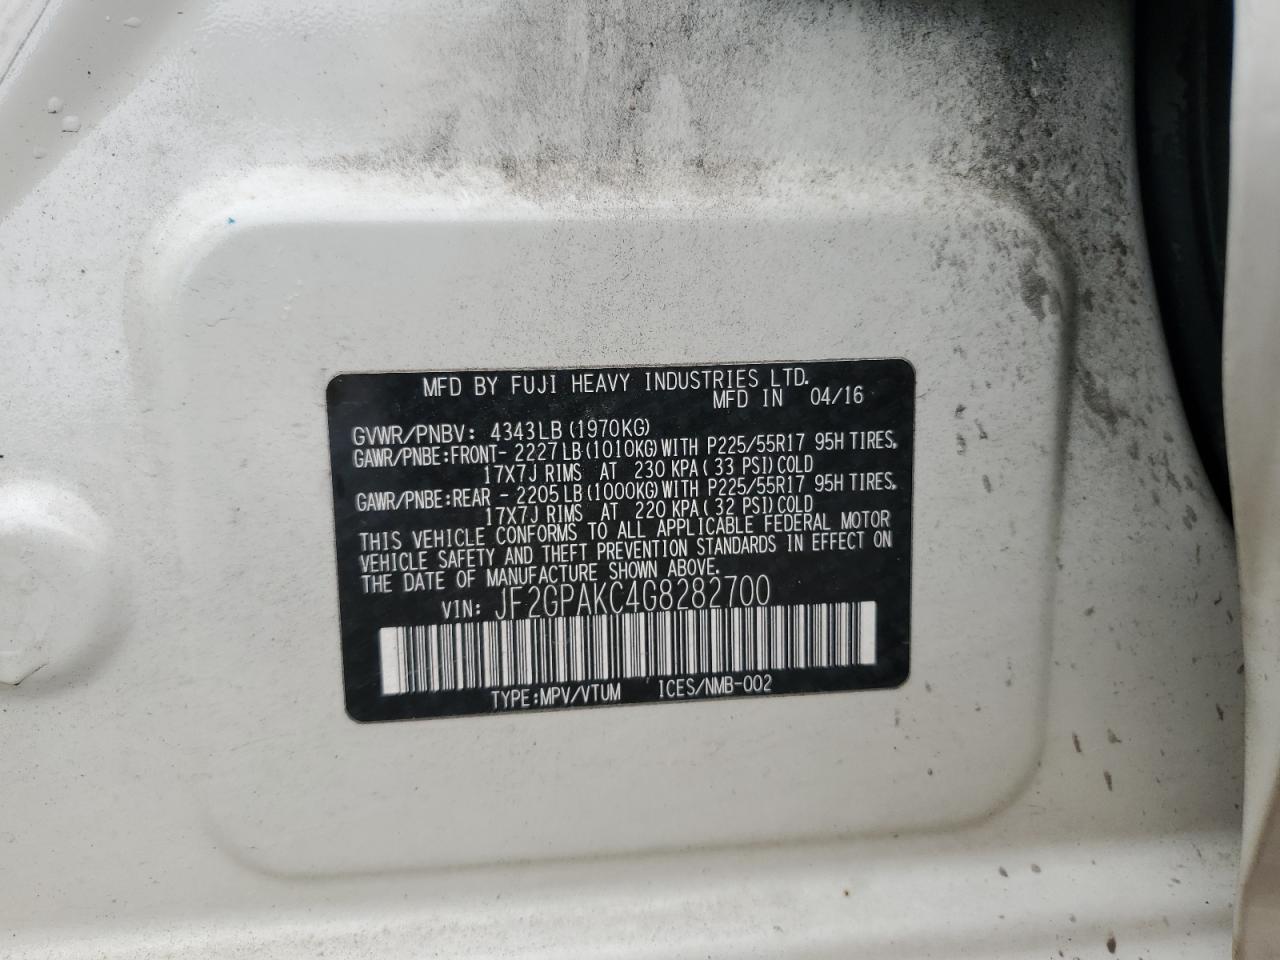 MFD BY FUJI HEAVY INDUSTRIES LTD.
MFD IN 04/16
GVWR/PNBV: 4343LB(1970KG)
GAWR/PNBE:FRONT- 2227LB(1010KG)WITH P225/55R17 95H TIRES,
17X7J RIMS AT 230 KPA(33 PSI)COLD
GAWR/PNBE:REAR - 2205LB(1000KG)WITH P225/55R17 95H TIRES,
17X7J RIMS AT 220 KPA(32 PSI)COLD
THIS VEHICLE CONFORMS TO ALL APPLICABLE FEDERAL MOTOR
VEHICLE SAFETY AND THEFT PREVENTION STANDARDS IN EFFECT ON
THE DATE OF MANUFACTURE SHOWN ABOVE.
VIN: JF2GPAKC4G8282700
TYPE:MPV/VTUM ICES/NMB-002